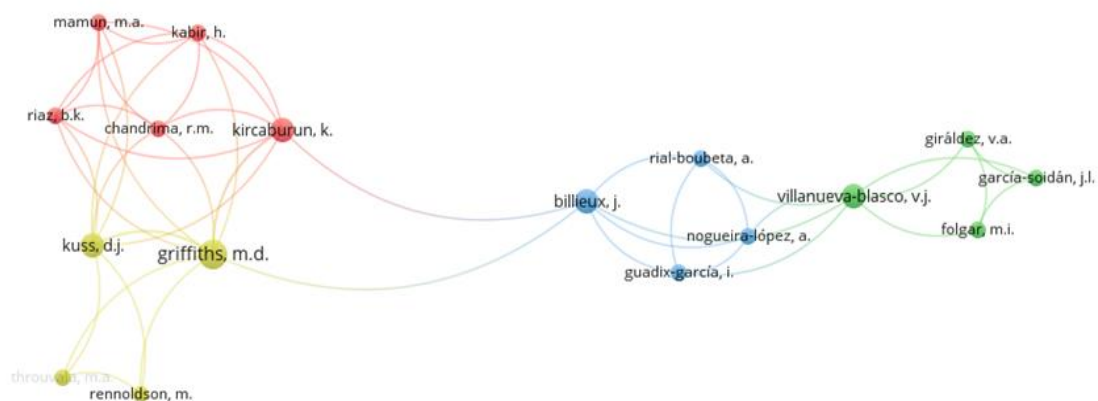 mamun, m.a.
kabir, h.
riaz, b.k.
chandrima, r.m.
kircaburun, k.
giráldez, v.a.
rial-boubeta, a.
garcía-soidán, j.l.
billieux, j.
villanueva-blasco, v.j.
nogueira-lópez, a.
folgar, m.i.
kuss, d.j.
griffiths, m.d.
guadix-garcía, i.
throuvala, m.a.
rennoldson, m.